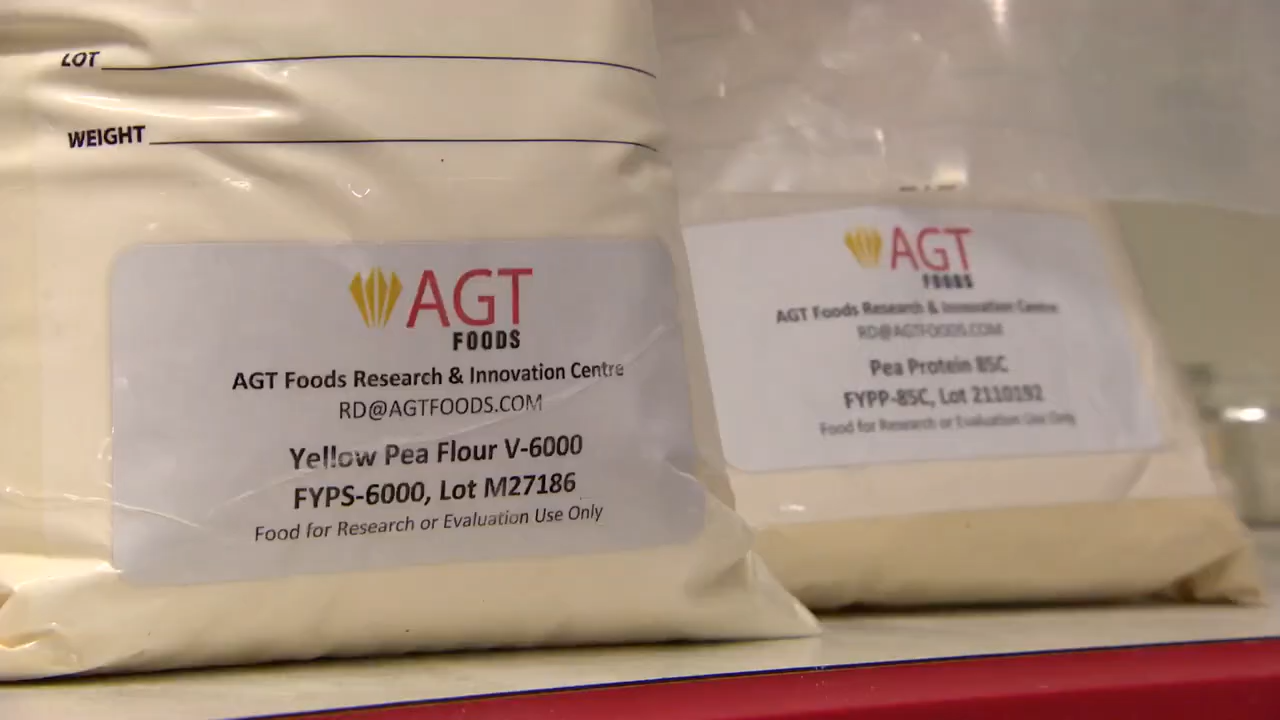 LOT
WEIGHT
AGT
FOODS
AGT Foods Research & Innovation Centre
RD@AGTFOODS.COM
Yellow Pea Flour V-6000
FYPS-6000, Lot M27186
Food for Research or Evaluation Use Only
AGT
FOODS
AGT Foods Research & Innovation Centre
RD@AGTFOODS.COM
Pea Protein 85C
FYPP-85C, Lot 2110192
Food for Research or Evaluation Use Only